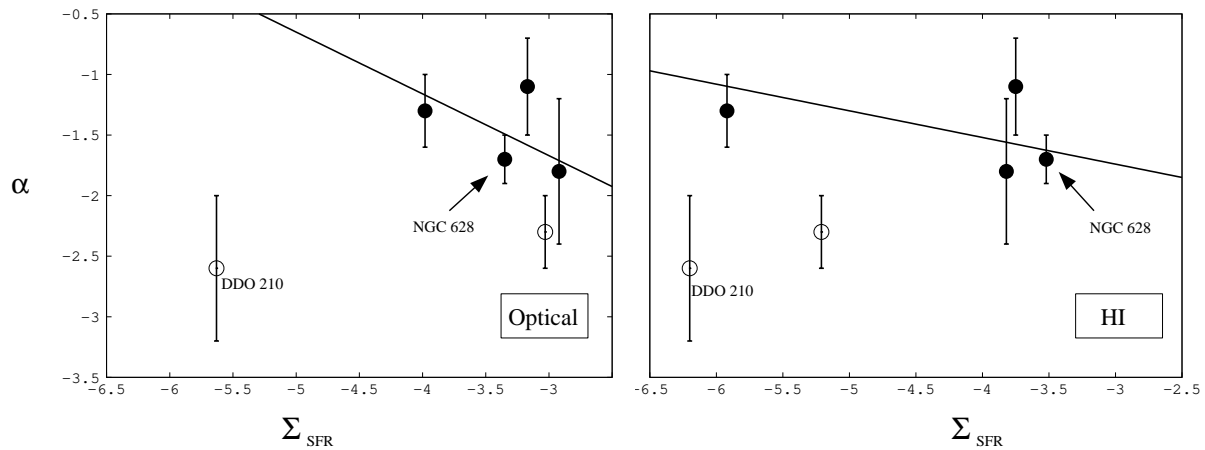 -0.5
-1
-1.5
α
-2
-2.5
-3
-3.5
NGC 628
DDO 210
Optical
-6.5 -6 -5.5 -5 -4.5 -4 -3.5 -3
Σ SFR
NGC 628
DDO 210
HI
-6.5 -6 -5.5 -5 -4.5 -4 -3.5 -3 -2.5
Σ SFR